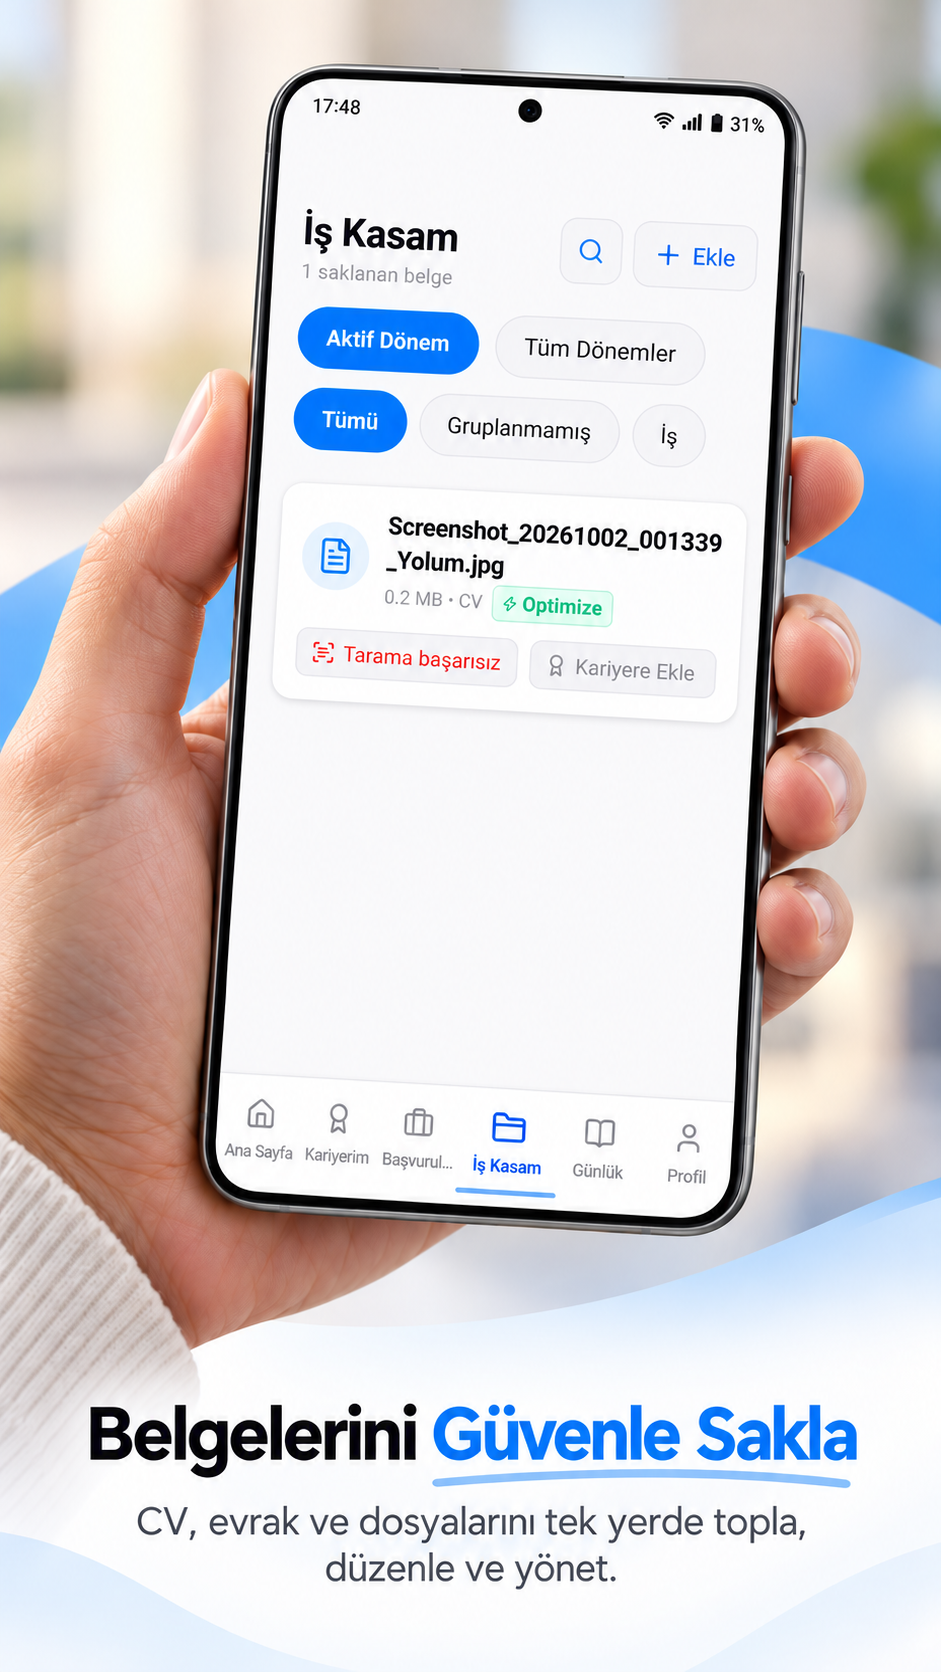 17:48
31%
İş Kasam
1 saklanan belge
+ Ekle
Aktif Dönem
Tüm Dönemler
Tümü
Gruplanmamış
İş
Screenshot_20261002_001339
_Yolum.jpg
0.2 MB • CV
Optimize
Tarama başarısız
Kariyere Ekle
Ana Sayfa
Kariyerim
Başvurul...
İş Kasam
Günlük
Profil
Belgelerini Güvenle Sakla
CV, evrak ve dosyalarını tek yerde topla,
düzenle ve yönet.